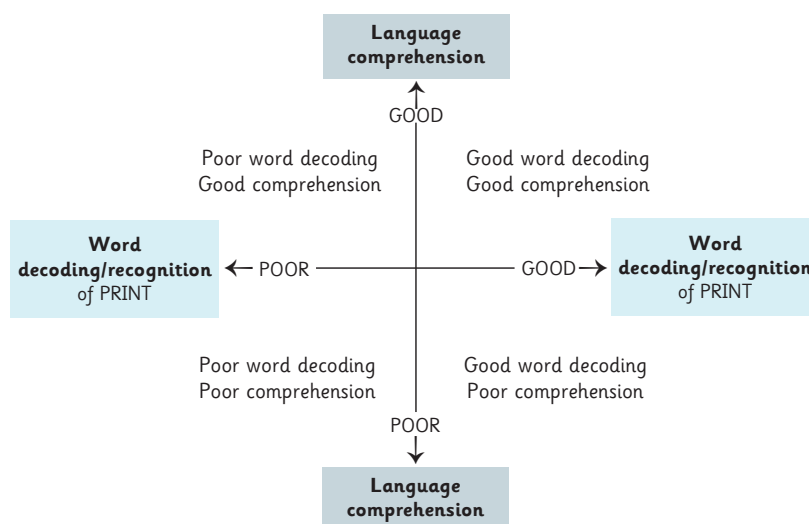 Language
comprehension
GOOD
Poor word decoding
Good comprehension
Good word decoding
Good comprehension
Word
decoding/recognition
of PRINT
POOR
GOOD
Word
decoding/recognition
of PRINT
Poor word decoding
Poor comprehension
Good word decoding
Poor comprehension
POOR
Language
comprehension